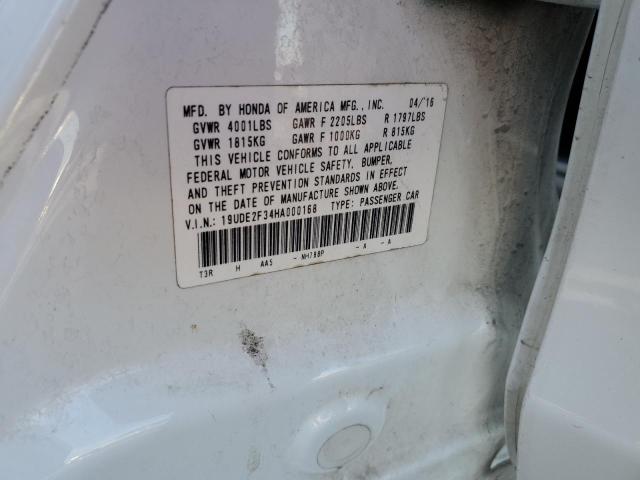 MFD. BY HONDA OF AMERICA MFG., INC. 04/16
GVWR 4001LBS GAWR F 2205LBS R 1797LBS
GVWR 1815KG GAWR F 1000KG R 815KG
THIS VEHICLE CONFORMS TO ALL APPLICABLE
FEDERAL MOTOR VEHICLE SAFETY, BUMPER,
AND THEFT PREVENTION STANDARDS IN EFFECT
ON THE DATE OF MANUFACTURE SHOWN ABOVE.
V.I.N.: 19UDE2F34HA000168 TYPE: PASSENGER CAR
T3R H AA5 - NH788P - A - A